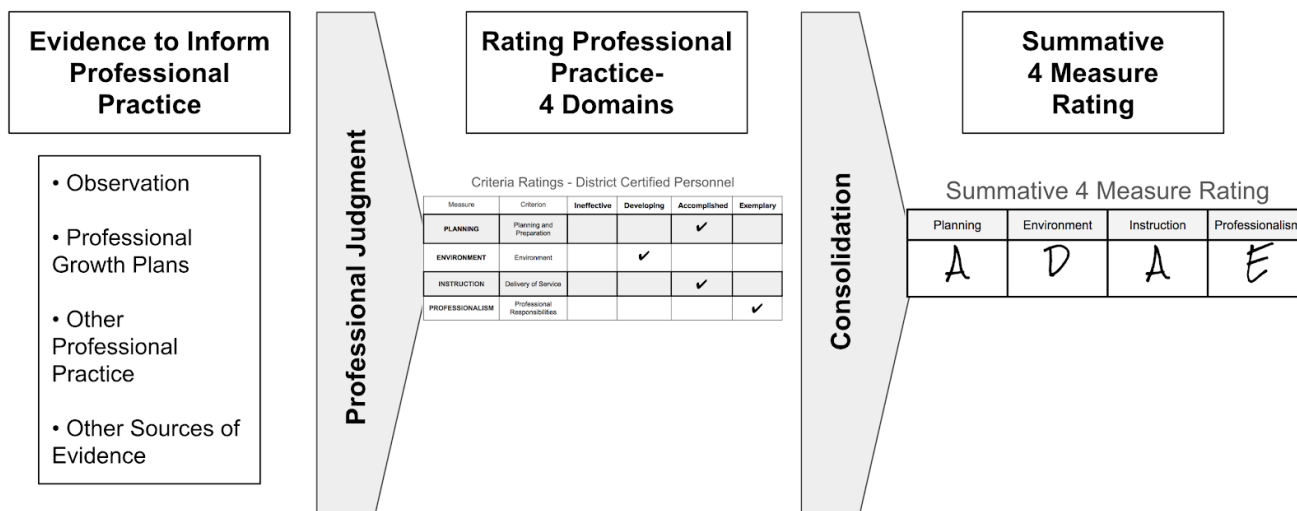 Evidence to Inform
Professional
Practice
• Observation
• Professional
Growth Plans
• Other
Professional
Practice
• Other Sources of
Evidence
Professional Judgment
Rating Professional
Practice-
4 Domains
Criteria Ratings - District Certified Personnel
Measure Criterion Ineffective Developing Accomplished Exemplary
PLANNING Planning and
Preparation ✔
ENVIRONMENT Environment ✔
INSTRUCTION Delivery of Service ✔
PROFESSIONALISM Professional
Responsibilities ✔
Consolidation
Summative
4 Measure
Rating
Summative 4 Measure Rating
Planning Environment Instruction Professionalism
A D A E